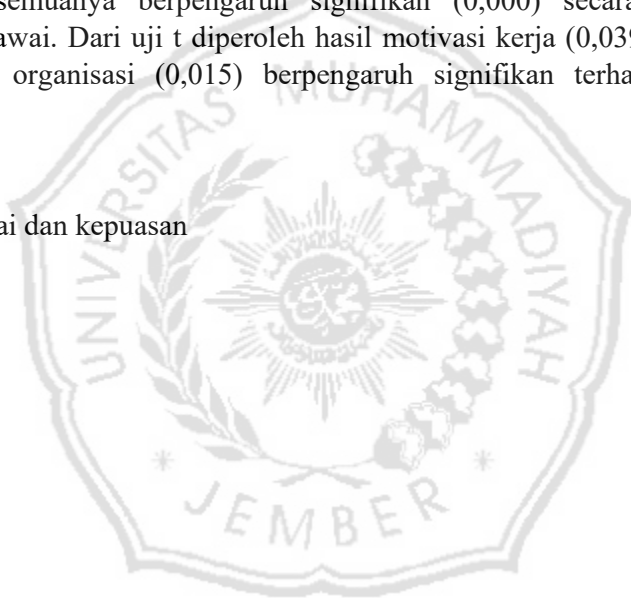 semuanya berpengaruh signifikan (0,000) secara
awai. Dari uji t diperoleh hasil motivasi kerja (0,039
organisasi (0,015) berpengaruh signifikan terha
ai dan kepuasan
UNIVERSITAS MUHAMMADIYAH
JEMBER